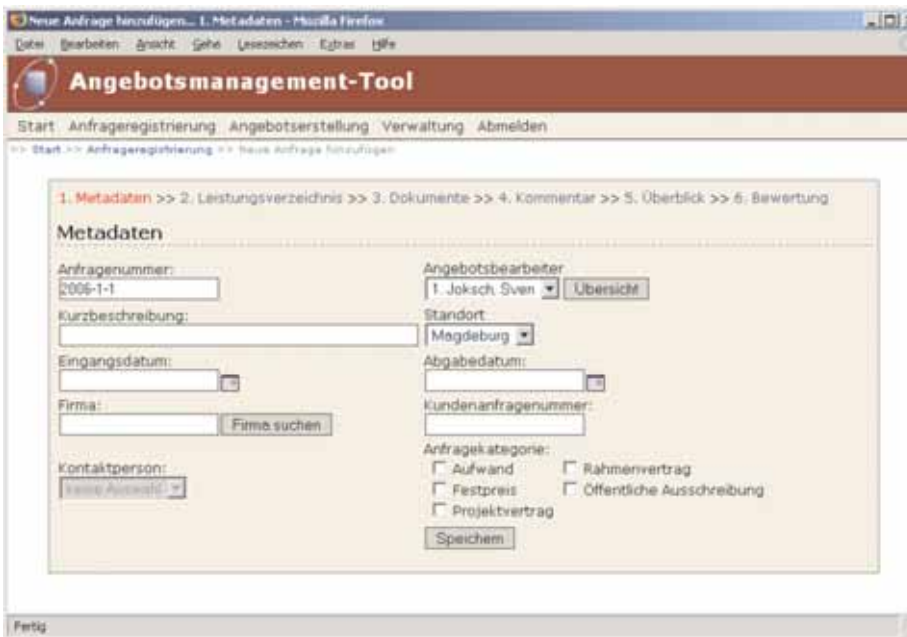 Neue Anfrage hinzufügen... 1. Metadaten - Mozilla Firefox
Datei Bearbeiten Ansicht Gehe Lesezeichen Extras Hilfe
Angebotsmanagement-Tool
Start Anfrageregistrierung Angebotserstellung Verwaltung Abmelden
>> Start >> Anfrageregistrierung >> Neue Anfrage hinzufügen
1. Metadaten >> 2. Leistungsverzeichnis >> 3. Dokumente >> 4. Kommentar >> 5. Überblick >> 6. Bewertung
Metadaten
Anfragenummer: Angebotsbearbeiter
2006-1-1 1. Joksch, Sven Übersicht
Kurzbeschreibung: Standort
Magdeburg
Eingangsdatum: Abgabedatum:
Firma: Kundenanfragenummer:
Firma suchen
Anfragekategorie:
Kontaktperson: Aufwand Rahmenvertrag
keine Auswahl Festpreis Öffentliche Ausschreibung
Projektvertrag
Speichern
Fertig